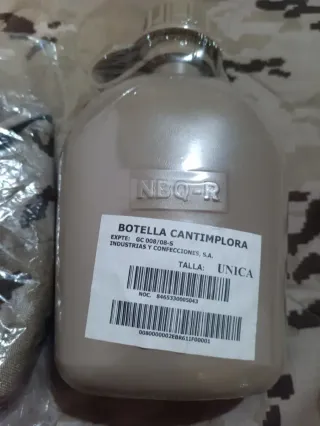 NBQ-R
BOTELLA CANTIMPLORA
EXPTE: GC 008/08-S
INDUSTRIAS Y CONFECCIONES, S.A.
TALLA: UNICA
NOC. 8465330005043